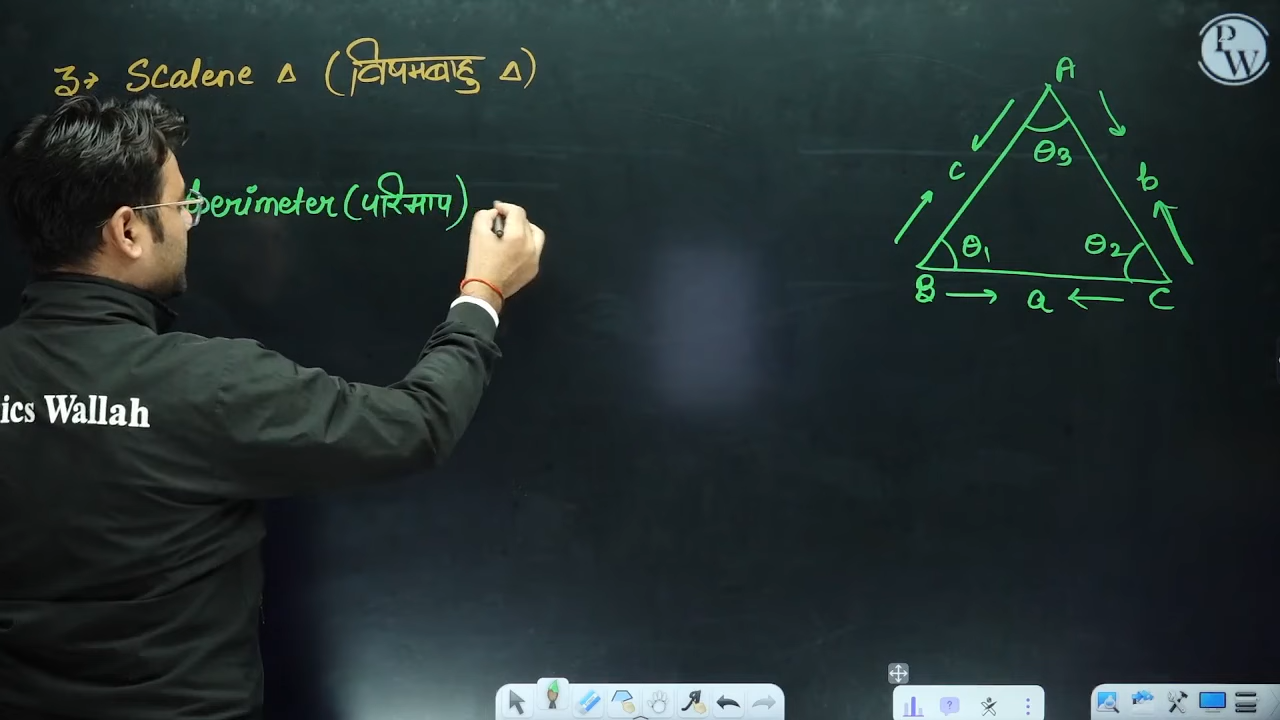 3→ Scalene Δ (विषमबाहु Δ)
perimeter (परिमाप)
A
θ3
c
b
θ1
θ2
B → a ← C
ics Wallah
PW